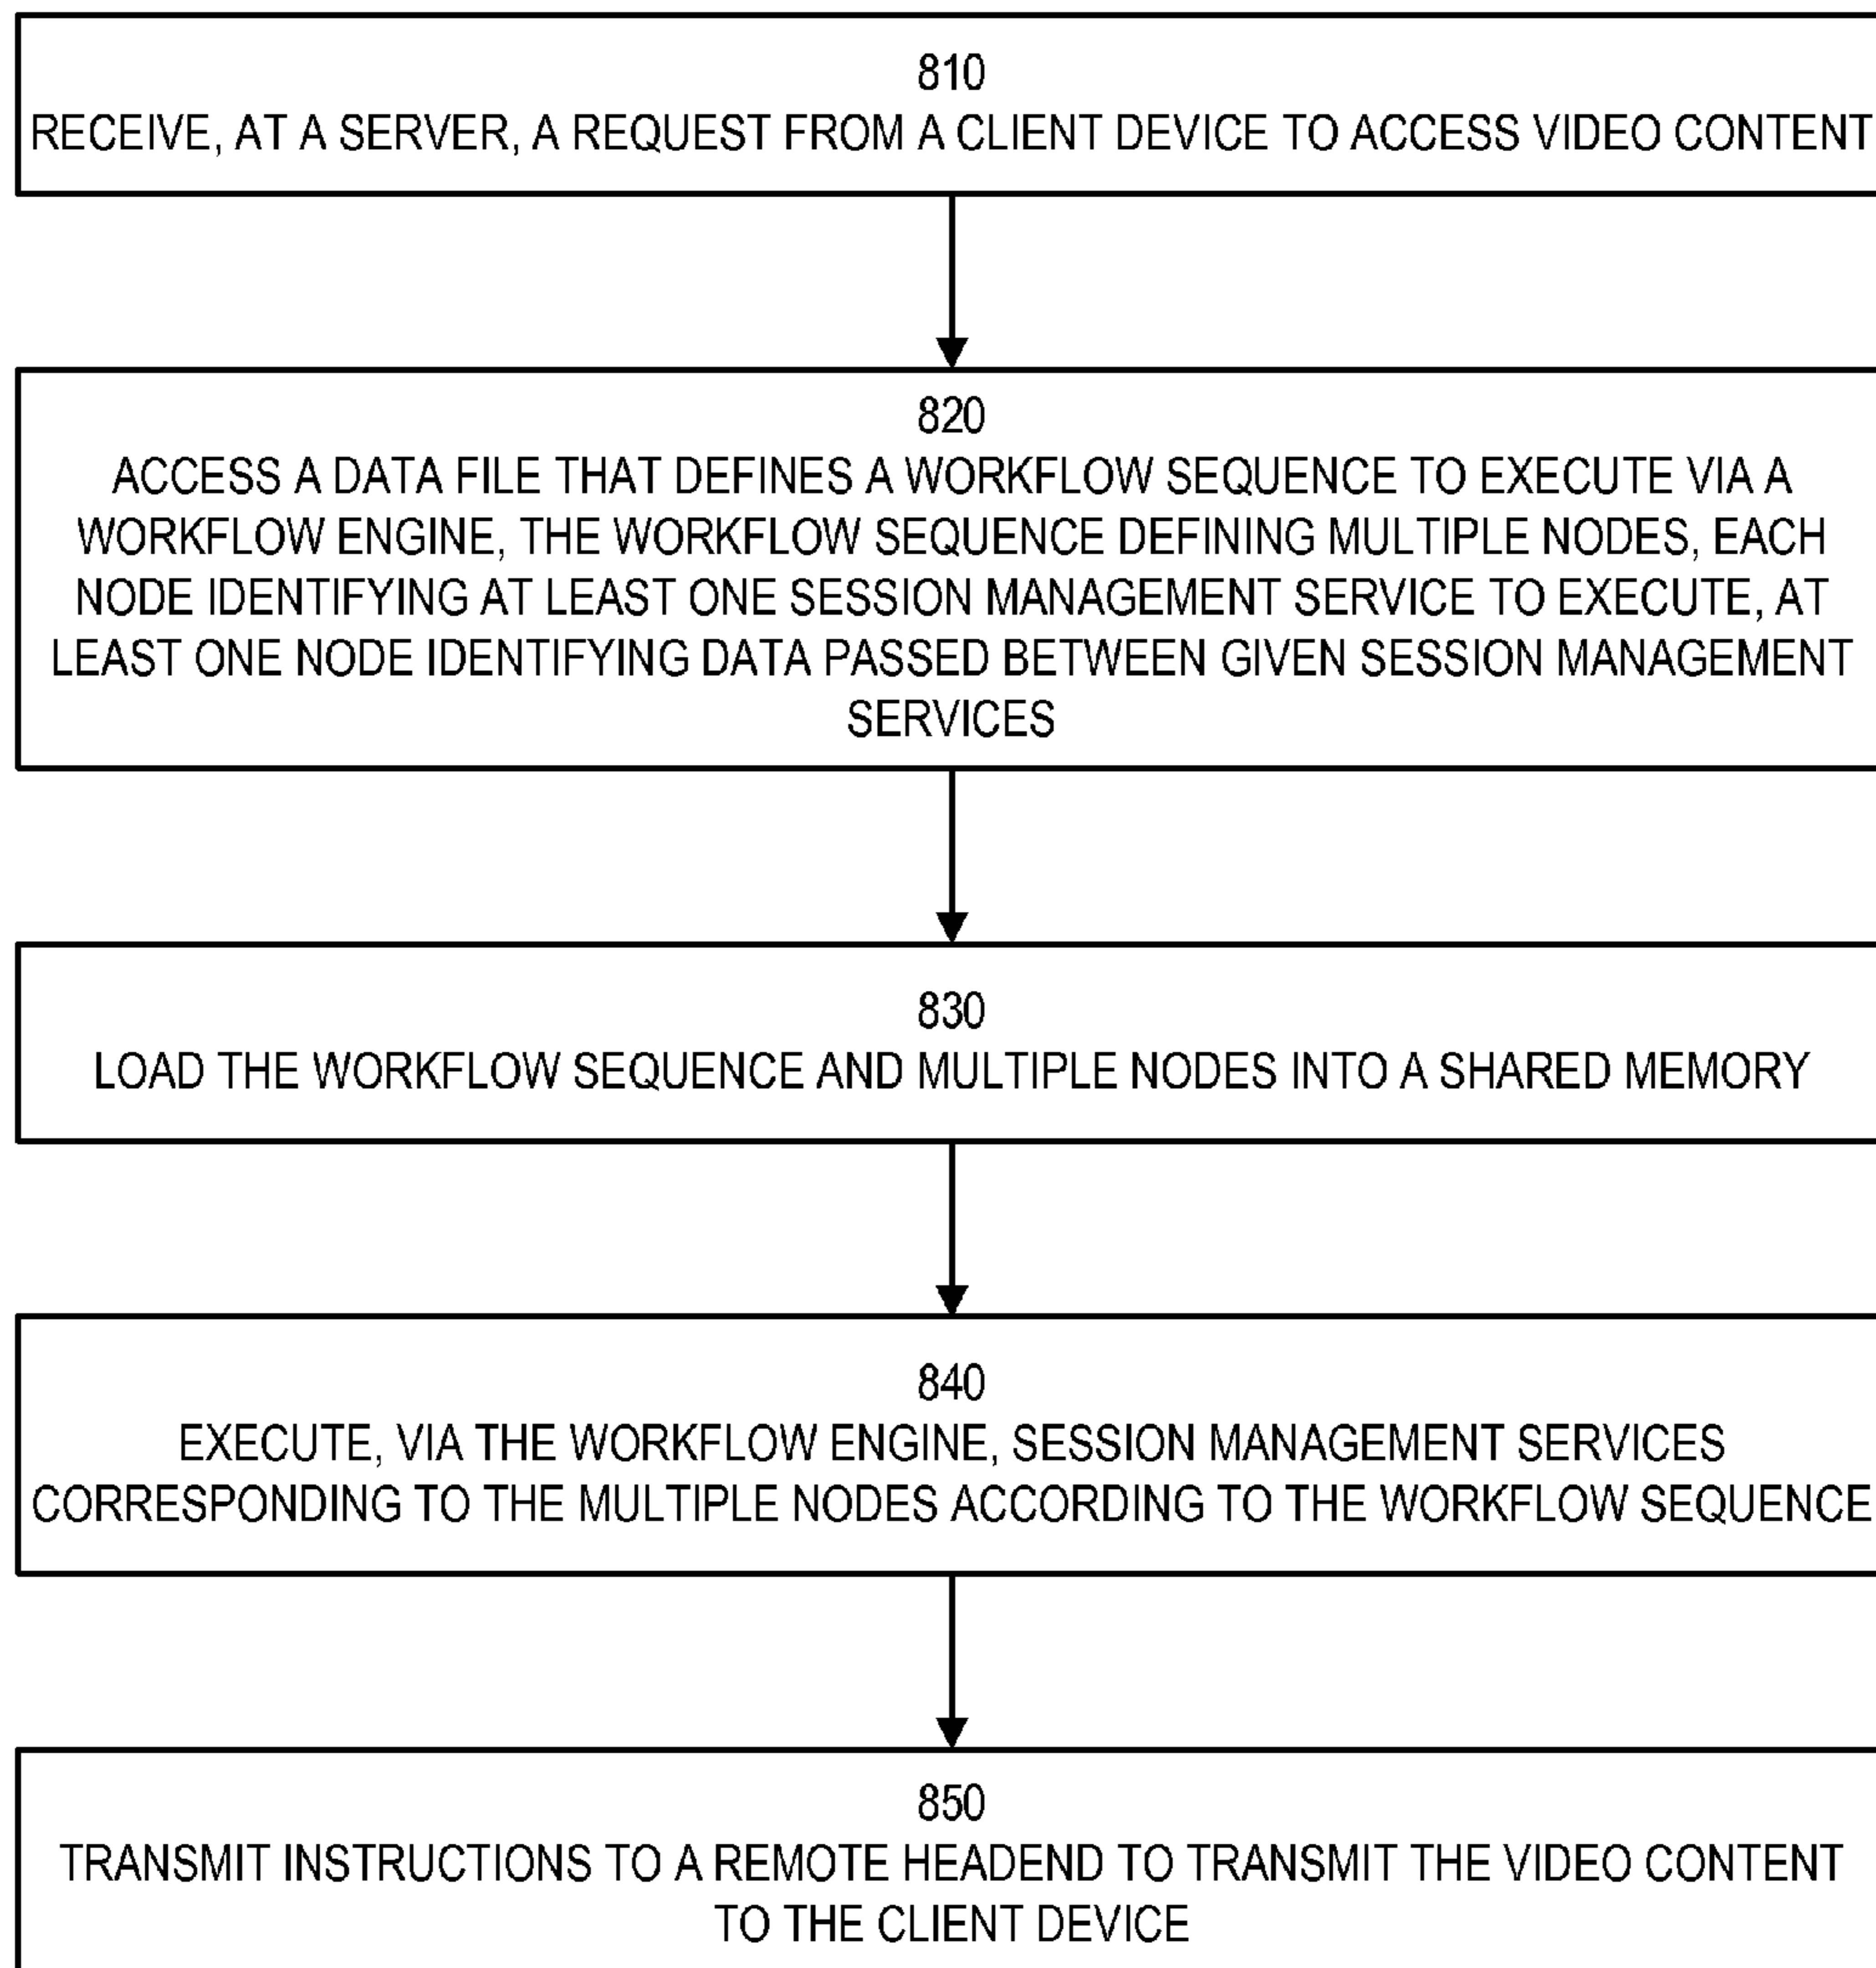 810
RECEIVE, AT A SERVER, A REQUEST FROM A CLIENT DEVICE TO ACCESS VIDEO CONTENT
820
ACCESS A DATA FILE THAT DEFINES A WORKFLOW SEQUENCE TO EXECUTE VIA A
WORKFLOW ENGINE, THE WORKFLOW SEQUENCE DEFINING MULTIPLE NODES, EACH
NODE IDENTIFYING AT LEAST ONE SESSION MANAGEMENT SERVICE TO EXECUTE, AT
LEAST ONE NODE IDENTIFYING DATA PASSED BETWEEN GIVEN SESSION MANAGEMENT
SERVICES
830
LOAD THE WORKFLOW SEQUENCE AND MULTIPLE NODES INTO A SHARED MEMORY
840
EXECUTE, VIA THE WORKFLOW ENGINE, SESSION MANAGEMENT SERVICES
CORRESPONDING TO THE MULTIPLE NODES ACCORDING TO THE WORKFLOW SEQUENCE
850
TRANSMIT INSTRUCTIONS TO A REMOTE HEADEND TO TRANSMIT THE VIDEO CONTENT
TO THE CLIENT DEVICE